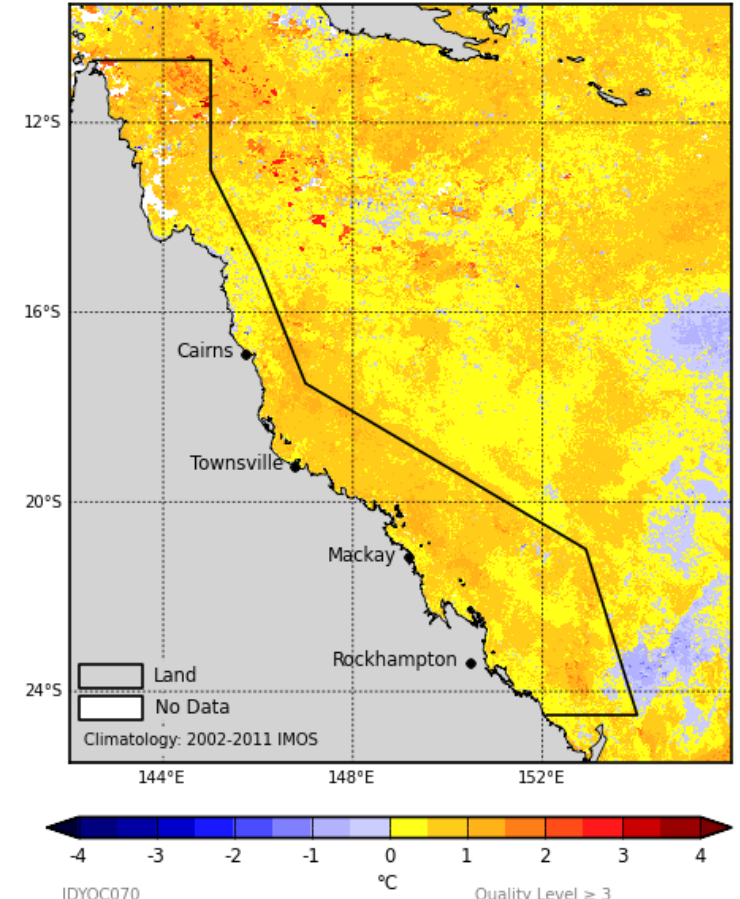 12°S
16°S
Cairns
Townsville
20°S
Mackay
Rockhampton
Land
24°S
No Data
Climatology: 2002-2011 IMOS
144°E 148°E 152°E
-4 -3 -2 -1 0 1 2 3 4
°C
IDYOC070 Quality Level ≥ 3